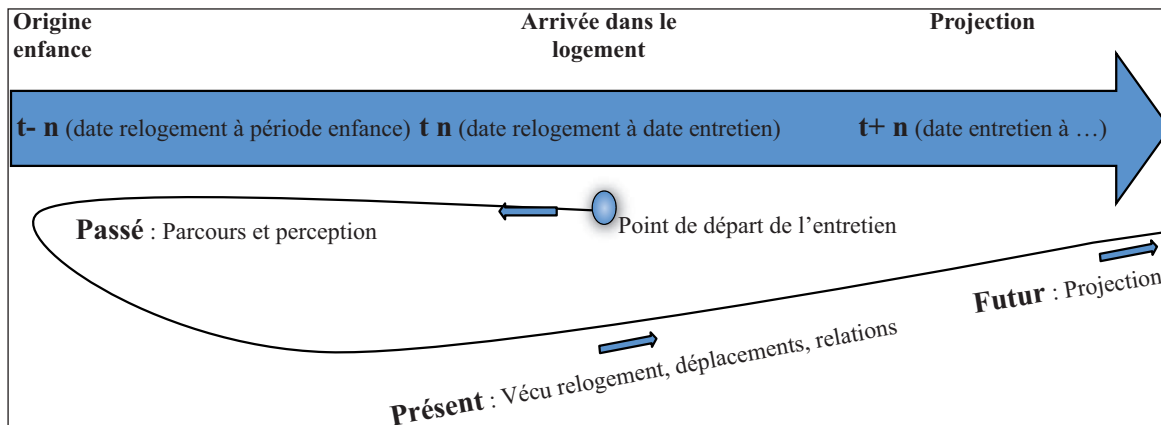 Origine
enfance
Arrivée dans le
logement
Projection
t- n (date relogement à période enfance) t n (date relogement à date entretien)
t+ n (date entretien à …)
Passé : Parcours et perception
Point de départ de l’entretien
Futur : Projection
Présent : Vécu relogement, déplacements, relations